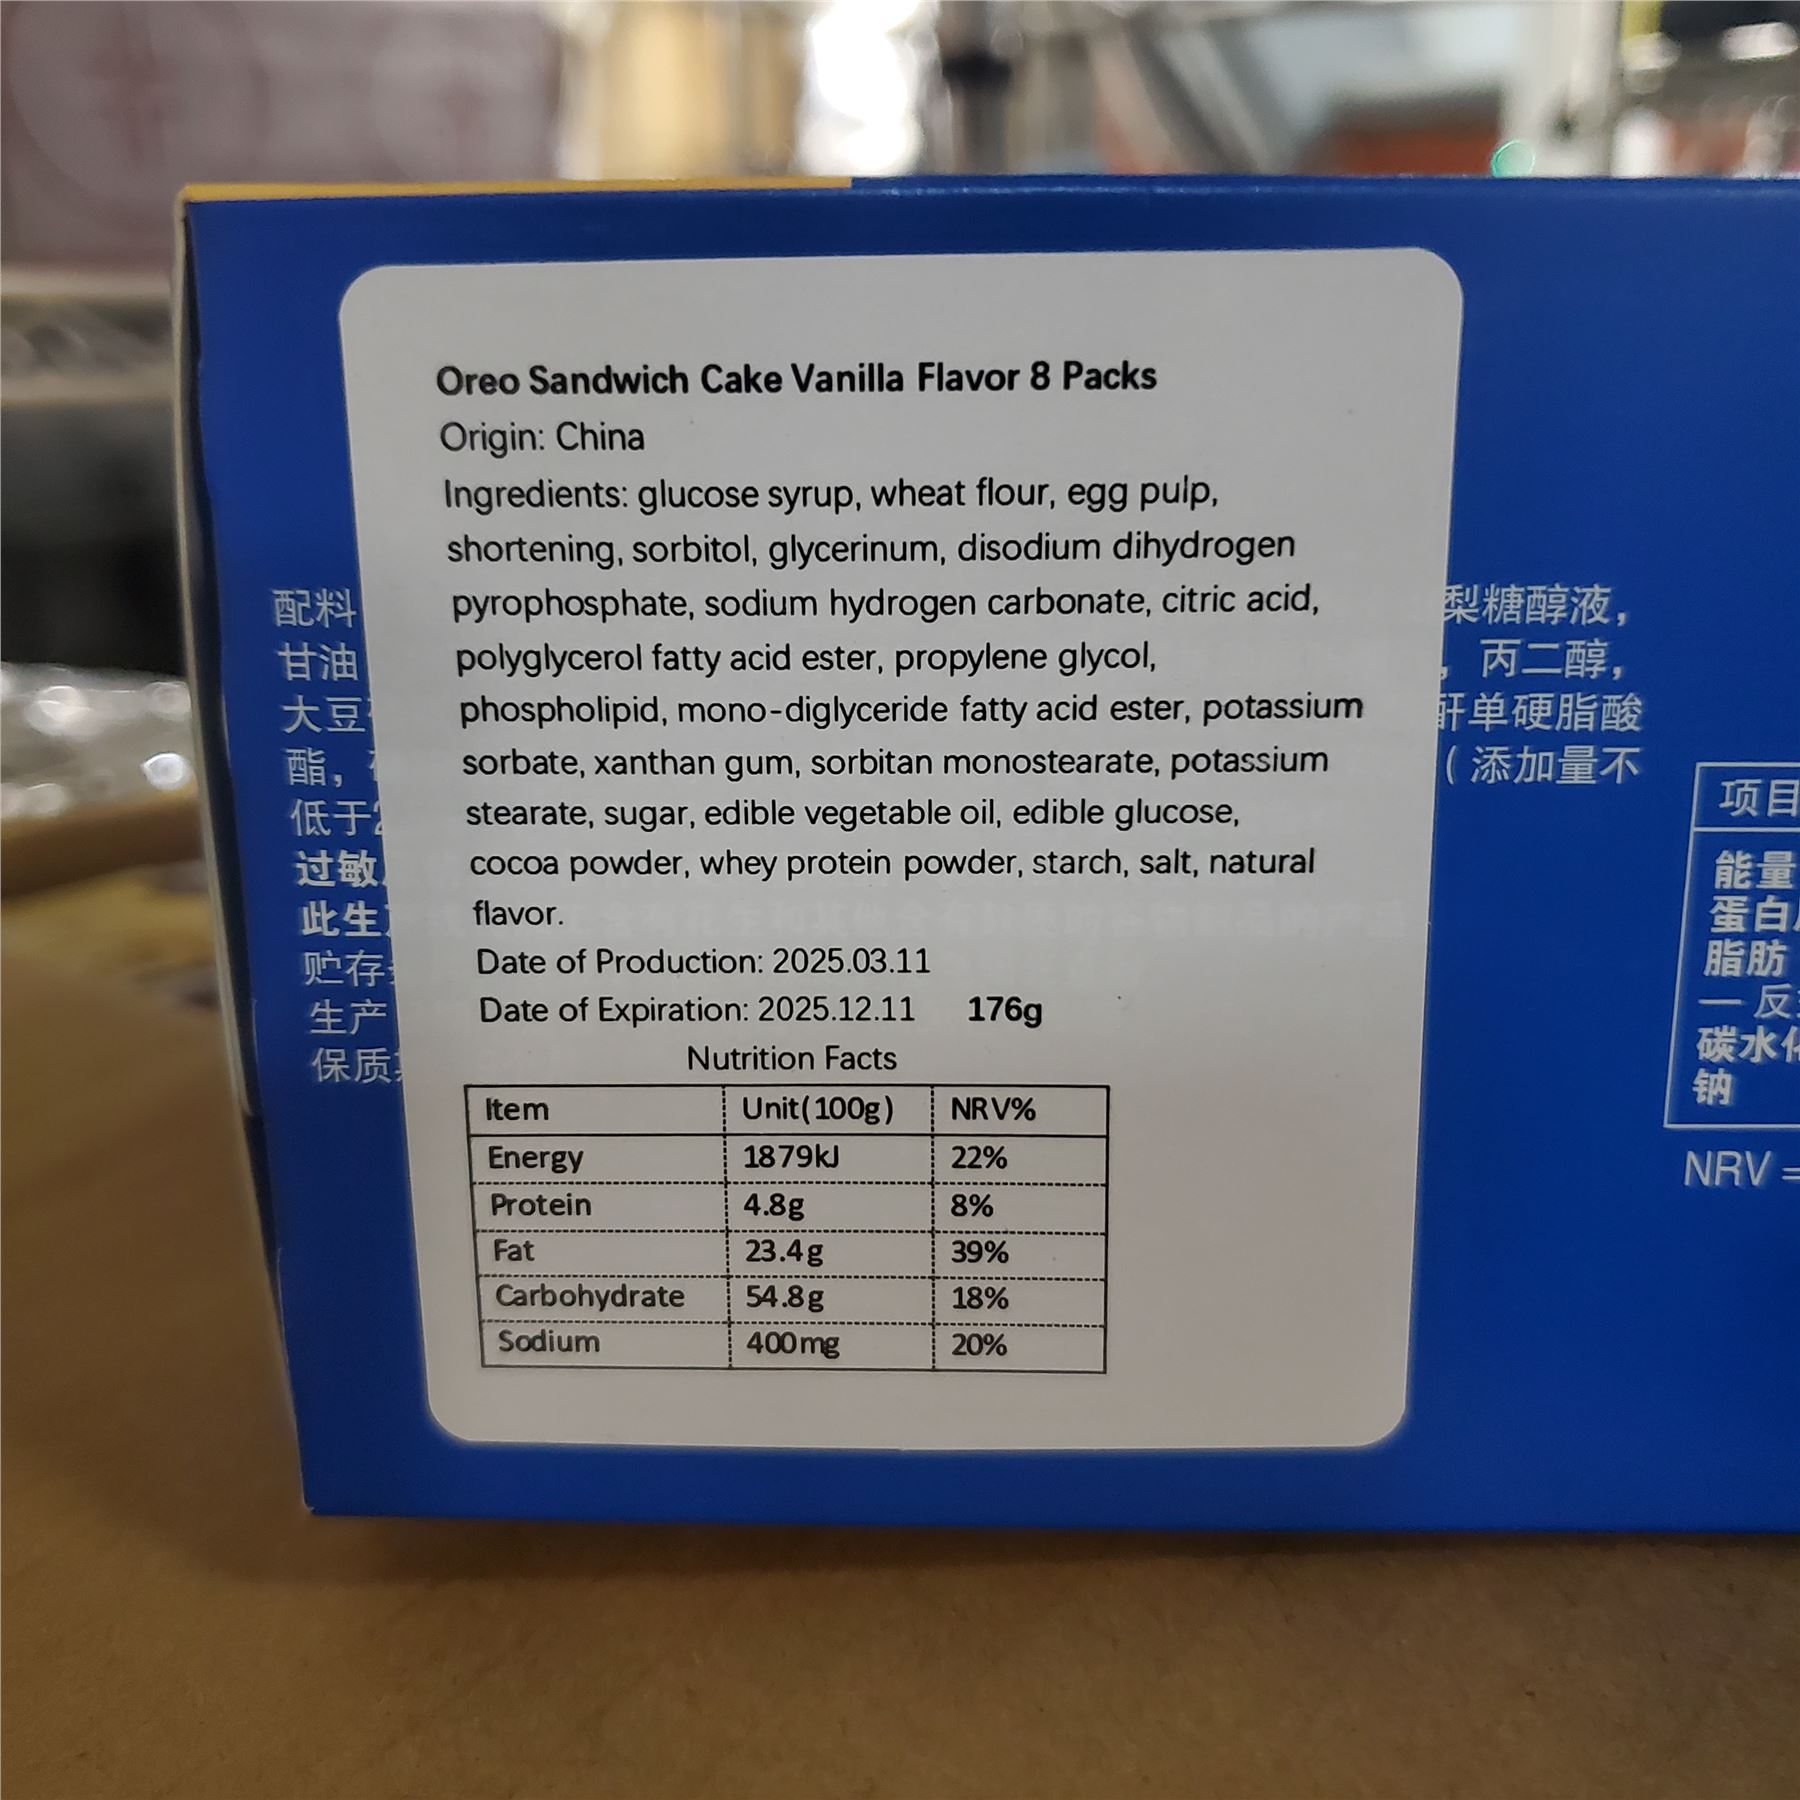 Oreo Sandwich Cake Vanilla Flavor 8 Packs
Origin: China
Ingredients: glucose syrup, wheat flour, egg pulp,
shortening, sorbitol, glycerinum, disodium dihydrogen
pyrophosphate, sodium hydrogen carbonate, citric acid,
polyglycerol fatty acid ester, propylene glycol,
phospholipid, mono-diglyceride fatty acid ester, potassium
sorbate, xanthan gum, sorbitan monostearate, potassium
stearate, sugar, edible vegetable oil, edible glucose,
cocoa powder, whey protein powder, starch, salt, natural
flavor.
Date of Production: 2025.03.11
Date of Expiration: 2025.12.11 176g
Nutrition Facts
Item Unit(100g) NRV%
Energy 1879kJ 22%
Protein 4.8g 8%
Fat 23.4g 39%
Carbohydrate 54.8g 18%
Sodium 400mg 20%
配料
甘油
大豆
酯，
低于2
过敏
此生
贮存
生产
保质
梨糖醇液，
，丙二醇，
酐单硬脂酸
（添加量不
项目
能量
蛋白
脂肪
一反
碳水
钠
NRV =